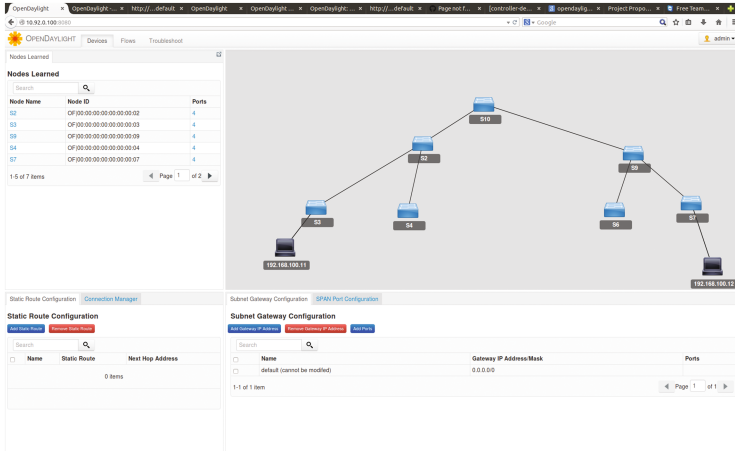 OpenDaylight × OpenDaylight -... × http://...default × OpenDaylight × OpenDaylight ... × OpenDaylight: ... × http://...default × Page not f... × [controller-de... × opendaylig... × Project Propo... × Free Team... ×
10.92.0.100:8080
Google
OPENDAYLIGHT Devices Flows Troubleshoot admin
Nodes Learned
Nodes Learned
Search
Node Name Node ID Ports
S2 OF|00:00:00:00:00:00:00:02 4
S3 OF|00:00:00:00:00:00:00:03 4
S9 OF|00:00:00:00:00:00:00:09 4
S4 OF|00:00:00:00:00:00:00:04 4
S7 OF|00:00:00:00:00:00:00:07 4
1-5 of 7 items Page 1 of 2
S10
S2
S9
S3
S4
S6
S7
192.168.100.11
192.168.100.12
Static Route Configuration Connection Manager
Static Route Configuration
Add Static Route Remove Static Route
Search
Name Static Route Next Hop Address
0 items
Subnet Gateway Configuration SPAN Port Configuration
Subnet Gateway Configuration
Add Gateway IP Address Remove Gateway IP Address Add Ports
Search
Name Gateway IP Address/Mask Ports
default (cannot be modifed) 0.0.0.0/0
1-1 of 1 item Page 1 of 1